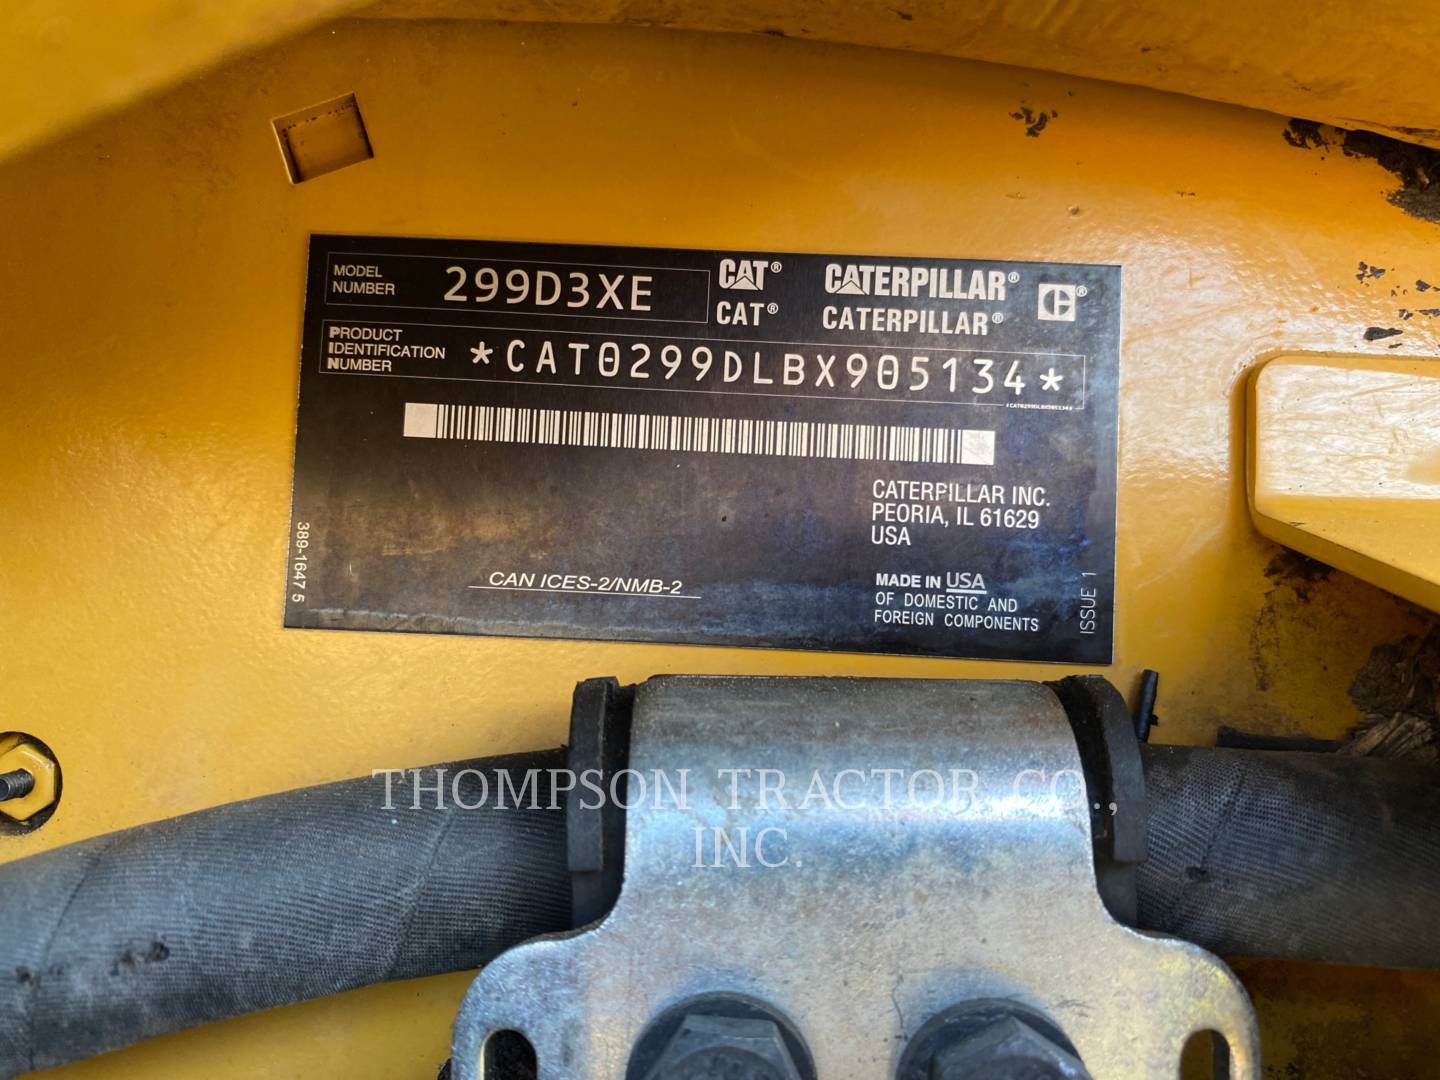 MODEL
NUMBER
299D3XE
CAT® CATERPILLAR® C®
CAT® CATERPILLAR®
PRODUCT
IDENTIFICATION
NUMBER
*CAT0299DLBX905134*
*CAT0299DLBX905134*
CATERPILLAR INC.
PEORIA, IL 61629
USA
389-1647 5
CAN ICES-2/NMB-2
MADE IN USA
OF DOMESTIC AND
FOREIGN COMPONENTS
ISSUE 1
THOMPSON TRACTOR CO.,
INC.